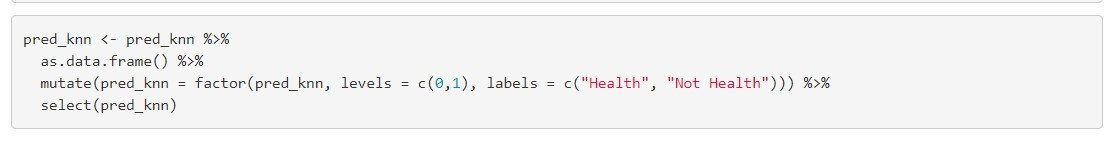 pred_knn <- pred_knn %>%
  as.data.frame() %>%
  mutate(pred_knn = factor(pred_knn, levels = c(0,1), labels = c("Health", "Not Health"))) %>%
  select(pred_knn)